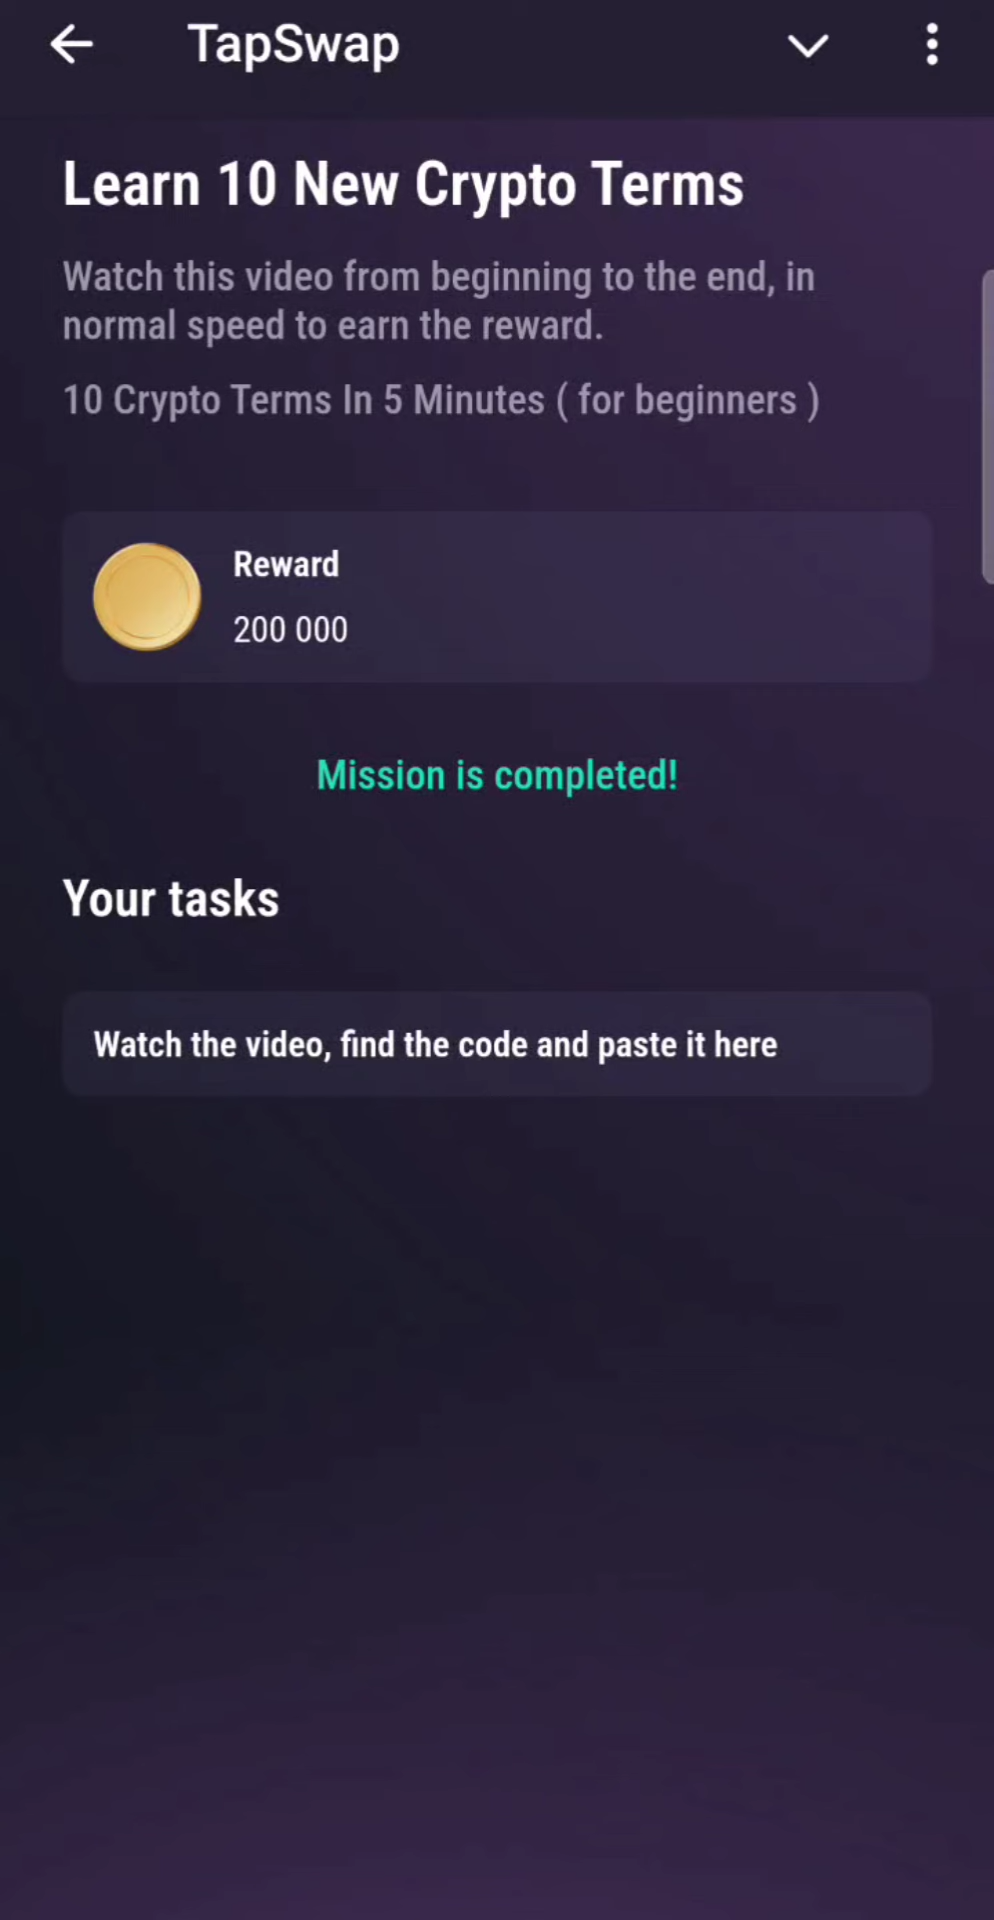 TapSwap
Learn 10 New Crypto Terms
Watch this video from beginning to the end, in
normal speed to earn the reward.
10 Crypto Terms In 5 Minutes ( for beginners )
Reward
200 000
Mission is completed!
Your tasks
Watch the video, find the code and paste it here